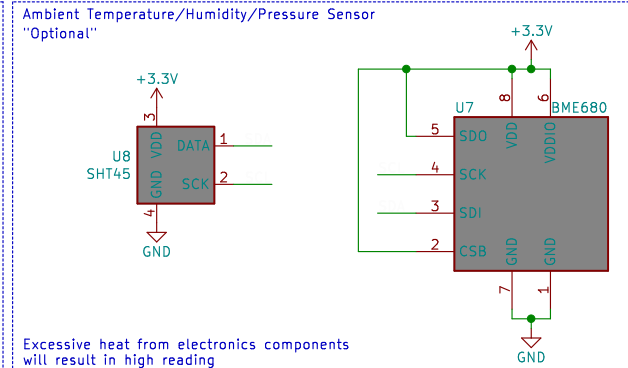 Ambient Temperature/Humidity/Pressure Sensor
"Optional"
+3.3V
3
VDD
DATA 1
U8
SHT45
GND
SCK 2
4
GND
+3.3V
8
6
U7
BME680
5 SDO
VDD
VDDIO
4 SCK
3 SDI
2 CSB
GND
GND
7
1
GND
Excessive heat from electronics components
will result in high reading